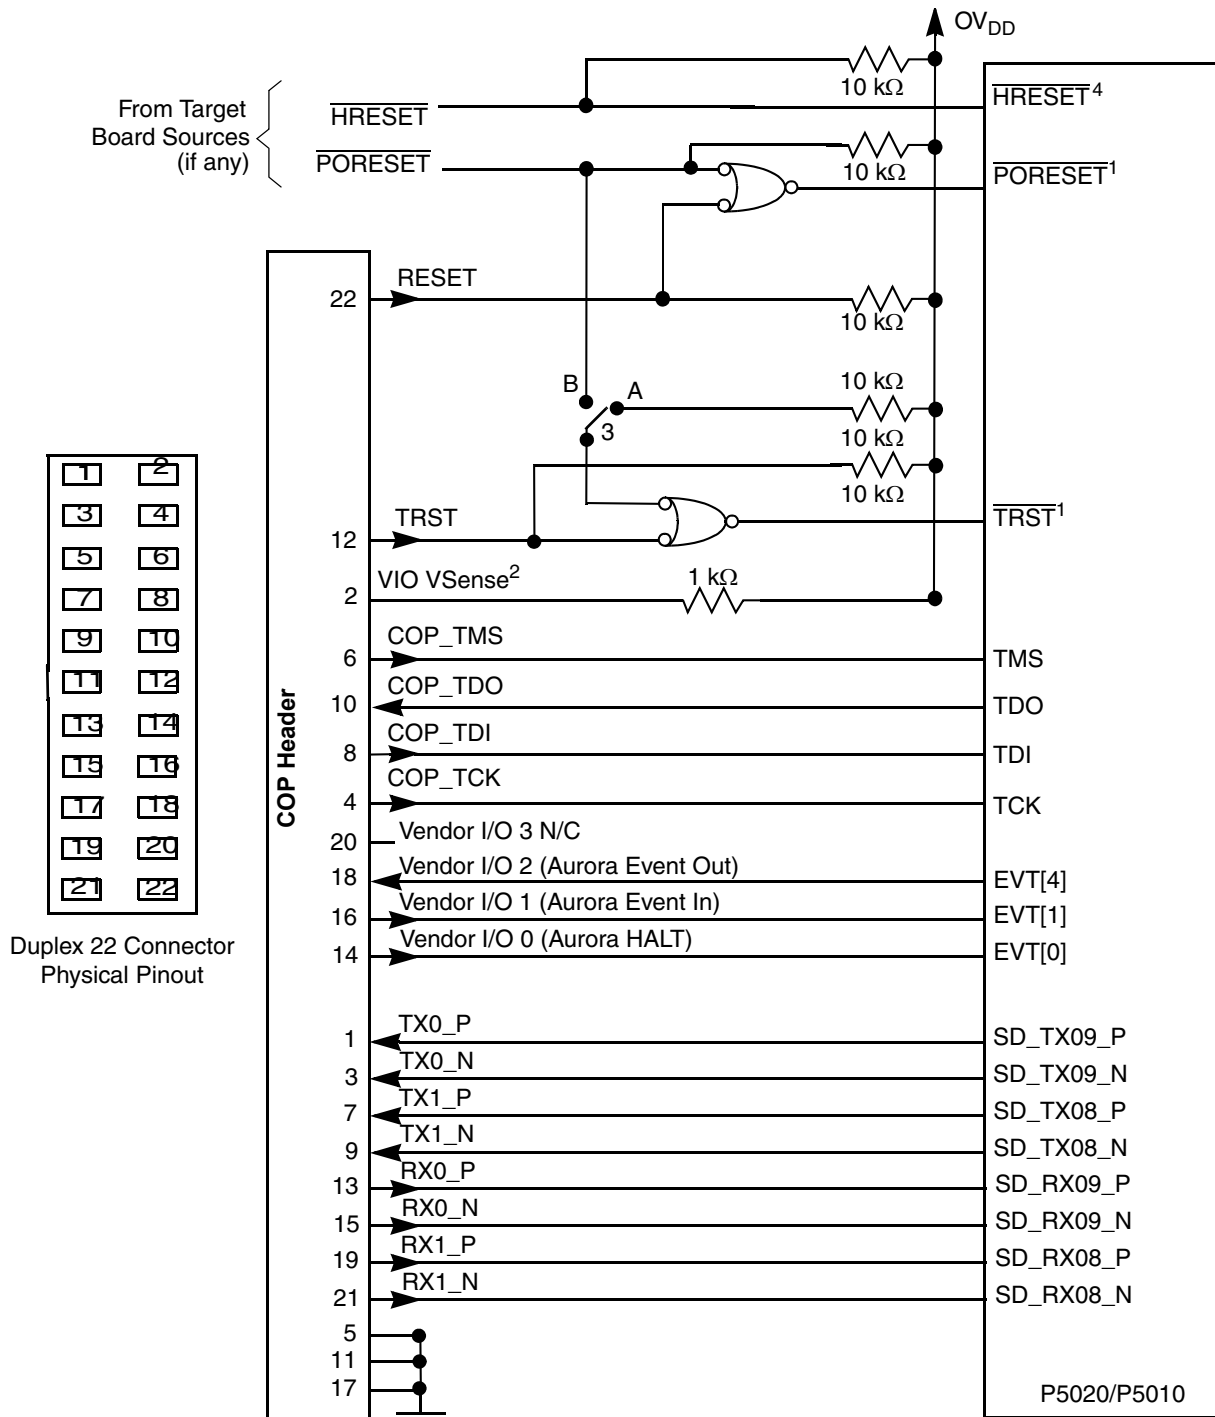 OVDD
10 kΩ
From Target
Board Sources
(if any)
HRESET
HRESET4
PORESET
10 kΩ
PORESET1
22
RESET
10 kΩ
B
A
10 kΩ
3
10 kΩ
10 kΩ
12
TRST
TRST1
2
VIO VSense2
1 kΩ
6
COP_TMS
TMS
10
COP_TDO
TDO
8
COP_TDI
TDI
4
COP_TCK
TCK
20
Vendor I/O 3 N/C
18
Vendor I/O 2 (Aurora Event Out)
EVT[4]
16
Vendor I/O 1 (Aurora Event In)
EVT[1]
14
Vendor I/O 0 (Aurora HALT)
EVT[0]
1
TX0_P
SD_TX09_P
3
TX0_N
SD_TX09_N
7
TX1_P
SD_TX08_P
9
TX1_N
SD_TX08_N
13
RX0_P
SD_RX09_P
15
RX0_N
SD_RX09_N
19
RX1_P
SD_RX08_P
21
RX1_N
SD_RX08_N
5
11
17
COP Header
P5020/P5010
1 2
3 4
5 6
7 8
9 10
11 12
13 14
15 16
17 18
19 20
21 22
Duplex 22 Connector
Physical Pinout